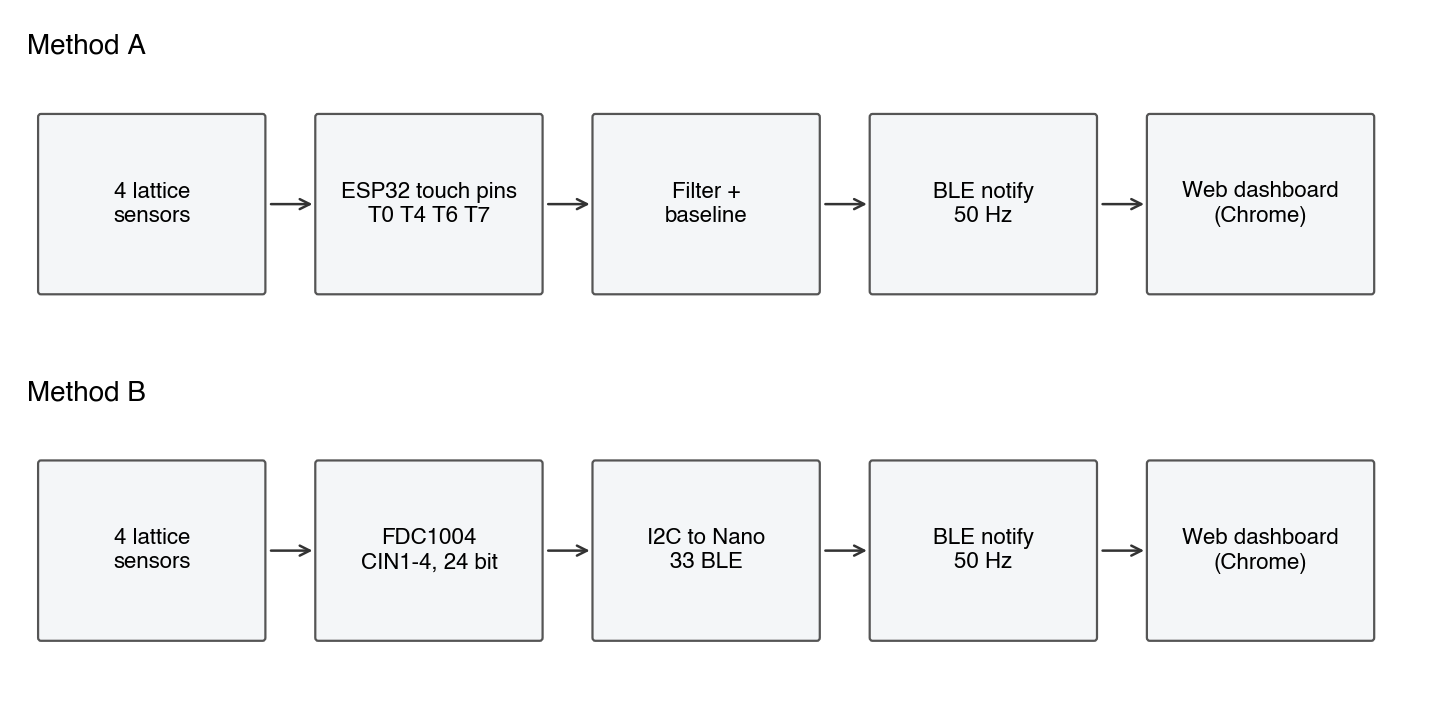 Method A
4 lattice
sensors
ESP32 touch pins
T0 T4 T6 T7
Filter +
baseline
BLE notify
50 Hz
Web dashboard
(Chrome)
Method B
4 lattice
sensors
FDC1004
CIN1-4, 24 bit
I2C to Nano
33 BLE
BLE notify
50 Hz
Web dashboard
(Chrome)